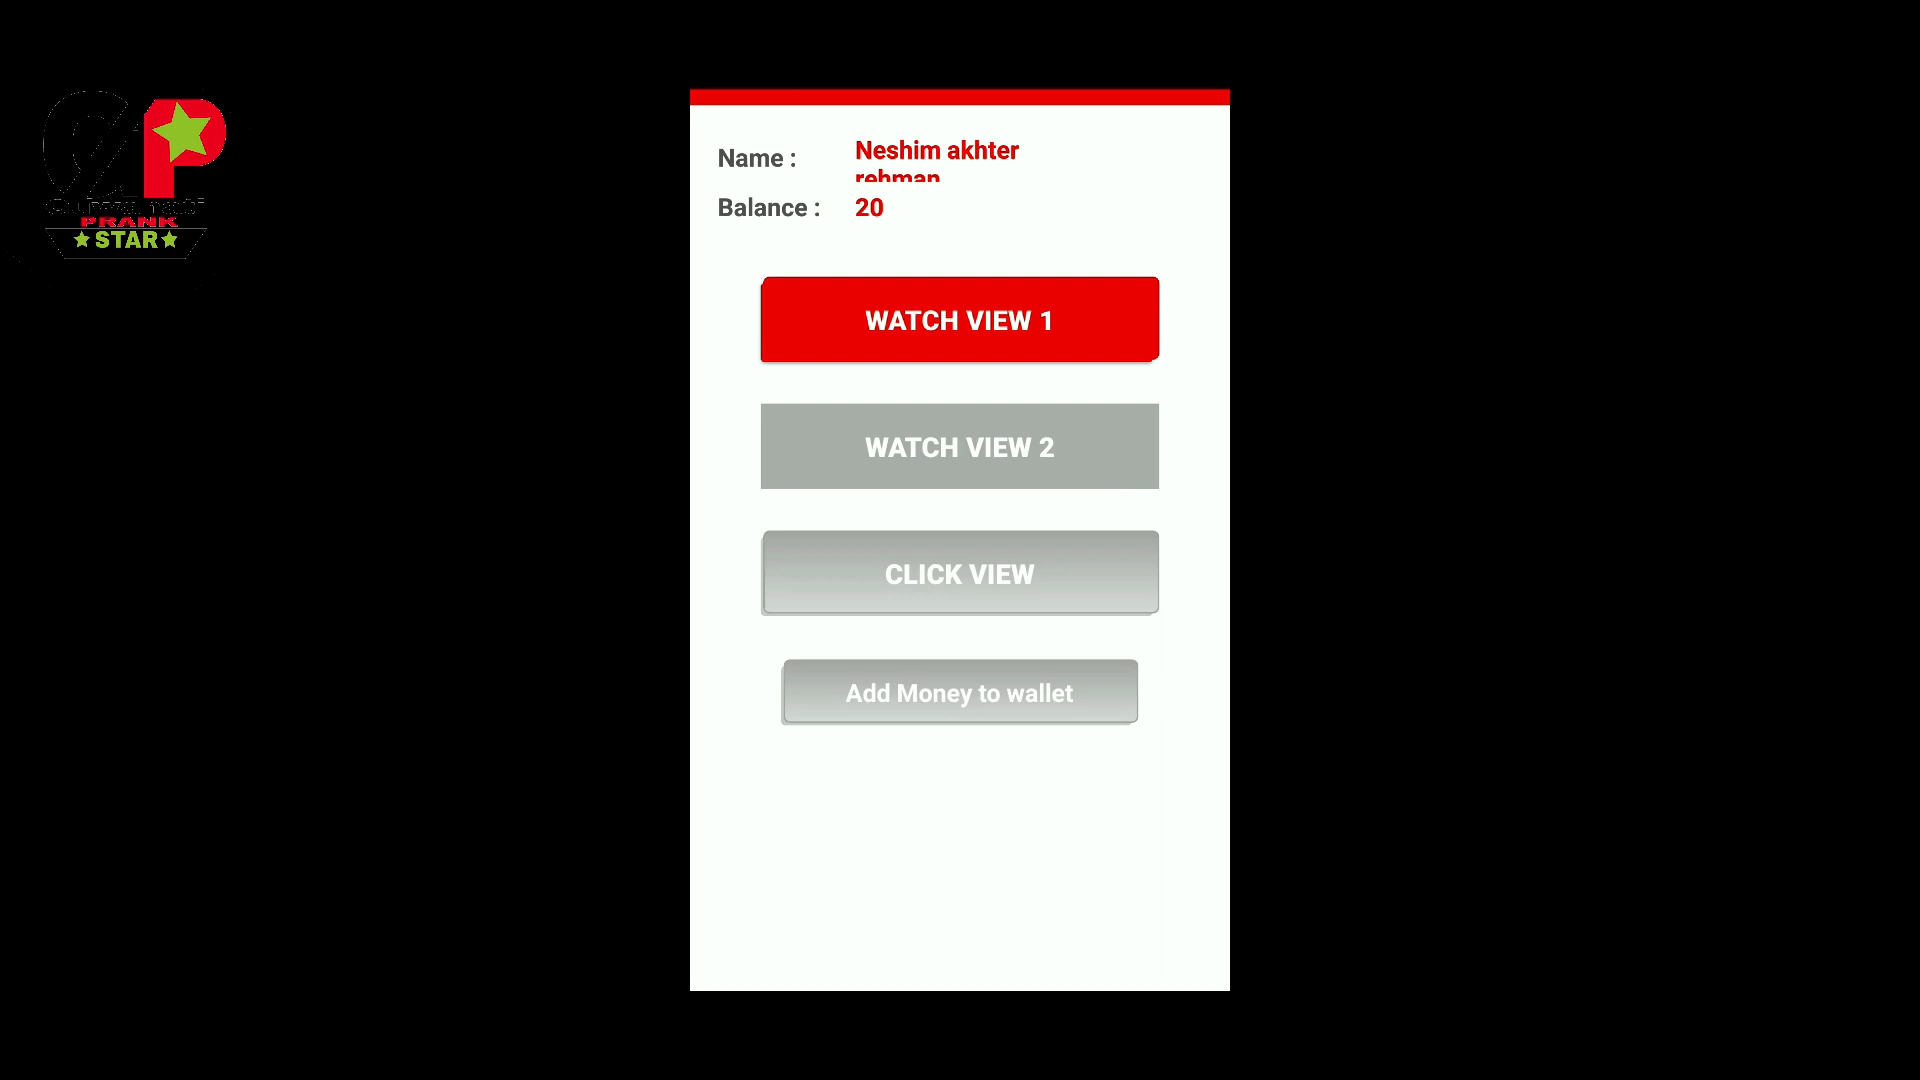 P
PRANK
STAR
Name :
Neshim akhter
rehman
Balance :
20
WATCH VIEW 1
WATCH VIEW 2
CLICK VIEW
Add Money to wallet